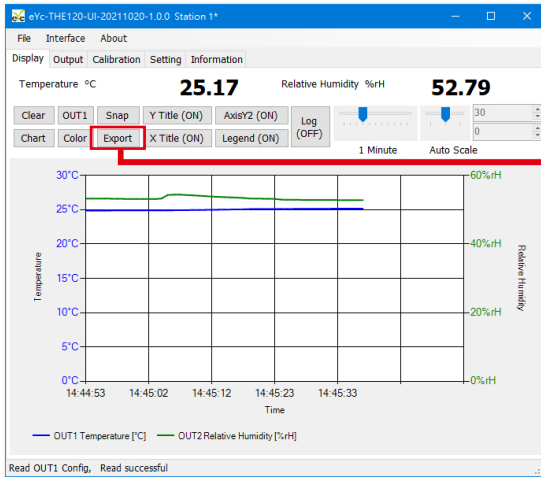 eYc-THE120-UI-20211020-1.0.0 Station 1*
File Interface About
Display Output Calibration Setting Information
Temperature °C 25.17 Relative Humidity %rH 52.79
Clear OUT1 Snap Y Title (ON) AxisY2 (ON) Log (OFF) 30
Chart Color Export X Title (ON) Legend (ON) 0
1 Minute Auto Scale
30°C 60%rH
25°C
20°C 40%rH
15°C
10°C 20%rH
5°C
0°C 0%rH
Temperature
Relative Humidity
14:44:53 14:45:02 14:45:12 14:45:23 14:45:33
Time
OUT1 Temperature [°C] OUT2 Relative Humidity [%rH]
Read OUT1 Config, Read successful